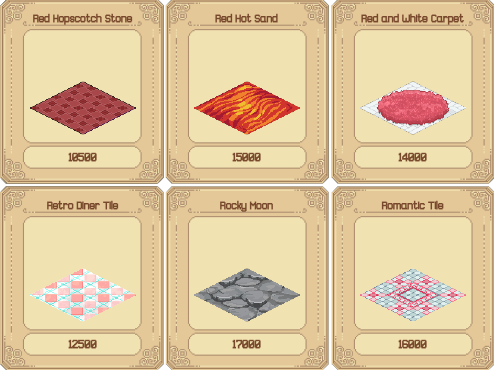 Red Hopscotch Stone
Red Hot Sand
Red and White Carpet
10500
15000
14000
Retro Diner Tile
Rocky Moon
Romantic Tile
12500
17000
16000